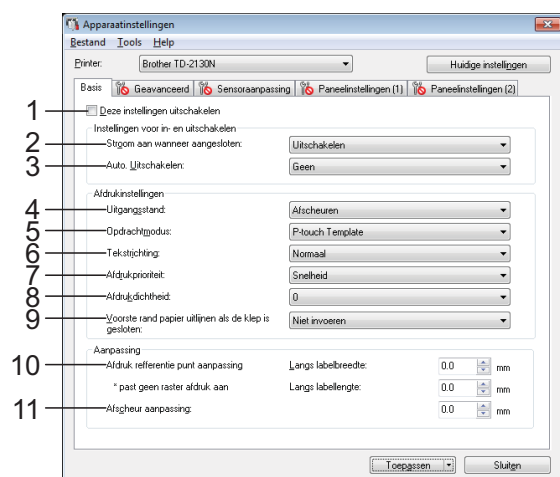 Apparaatinstellingen
Bestand Tools Help
Printer: Brother TD-2130N Huidige instellingen
Basis Geavanceerd Sensoraanpassing Paneelinstellingen (1) Paneelinstellingen (2)
1 Deze instellingen uitschakelen
Instellingen voor in- en uitschakelen
2 Stroom aan wanneer aangesloten: Uitschakelen
3 Auto. Uitschakelen: Geen
Afdrukinstellingen
4 Uitgangsstand: Afscheuren
5 Opdrachtmodus: P-touch Template
6 Tekstrichting: Normaal
7 Afdrukprioriteit: Snelheid
8 Afdrukdichtheid: 0
9 Voorste rand papier uitlijnen als de klep is Niet invoeren
gesloten:
Aanpassing
10 Afdruk refferentie punt aanpassing Langs labelbreedte: 0.0 mm
* past geen raster afdruk aan Langs labellengte: 0.0 mm
11 Afscheur aanpassing: 0.0 mm
Toepassen Sluiten